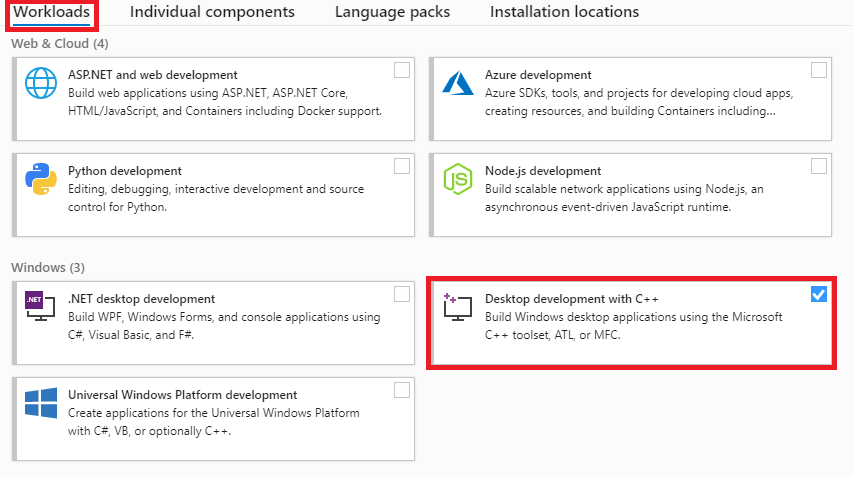 Workloads Individual components Language packs Installation locations
Web & Cloud (4)
ASP.NET and web development
Build web applications using ASP.NET, ASP.NET Core,
HTML/JavaScript, and Containers including Docker support.
Azure development
Azure SDKs, tools, and projects for developing cloud apps,
creating resources, and building Containers including...
Python development
Editing, debugging, interactive development and source
control for Python.
Node.js development
Build scalable network applications using Node.js, an
asynchronous event-driven JavaScript runtime.
Windows (3)
.NET
.NET desktop development
Build WPF, Windows Forms, and console applications using
C#, Visual Basic, and F#.
Desktop development with C++
Build Windows desktop applications using the Microsoft
C++ toolset, ATL, or MFC.
Universal Windows Platform development
Create applications for the Universal Windows Platform
with C#, VB, or optionally C++.